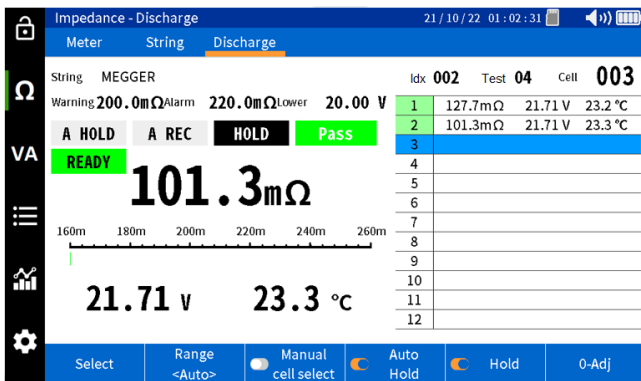 Impedance - Discharge 21/10/22 01:02:31
Meter String Discharge
String MEGGER Idx 002 Test 04 Cell 003
Warning 200.0mΩ Alarm 220.0mΩ Lower 20.00 V
A HOLD A REC HOLD Pass
READY
101.3mΩ
160m 180m 200m 220m 240m 260m
21.71 V 23.3 °C
1 127.7mΩ 21.71 V 23.2 °C
2 101.3mΩ 21.71 V 23.3 °C
3
4
5
6
7
8
9
10
11
12
Ω
VA
Select
Range
<Auto>
Manual
cell select
Auto
Hold
Hold
0-Adj